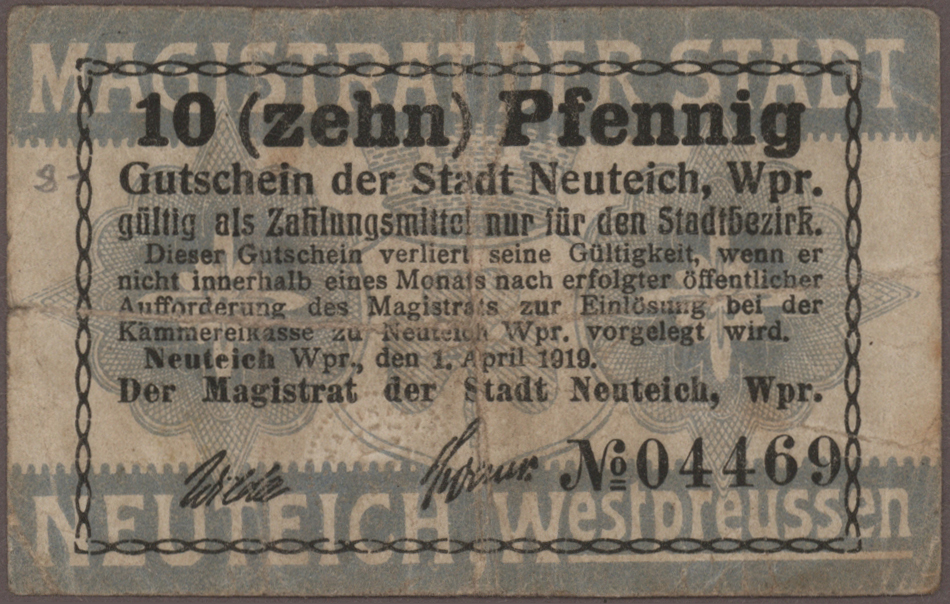 MAGISTRAT DER STADT
10 (zehn) Pfennig
Gutschein der Stadt Neuteich, Wpr.
gültig als Zahlungsmittel nur für den Stadtbezirk.
Dieser Gutschein verliert seine Gültigkeit, wenn er
nicht innerhalb eines Monats nach erfolgter öffentlicher
Aufforderung des Magistrats zur Einlösung bei der
Kämmereikasse zu Neuteich Wpr. vorgelegt wird.
Neuteich Wpr., den 1. April 1919.
Der Magistrat der Stadt Neuteich, Wpr.
No 04469
NEUTEICH, Westpreussen